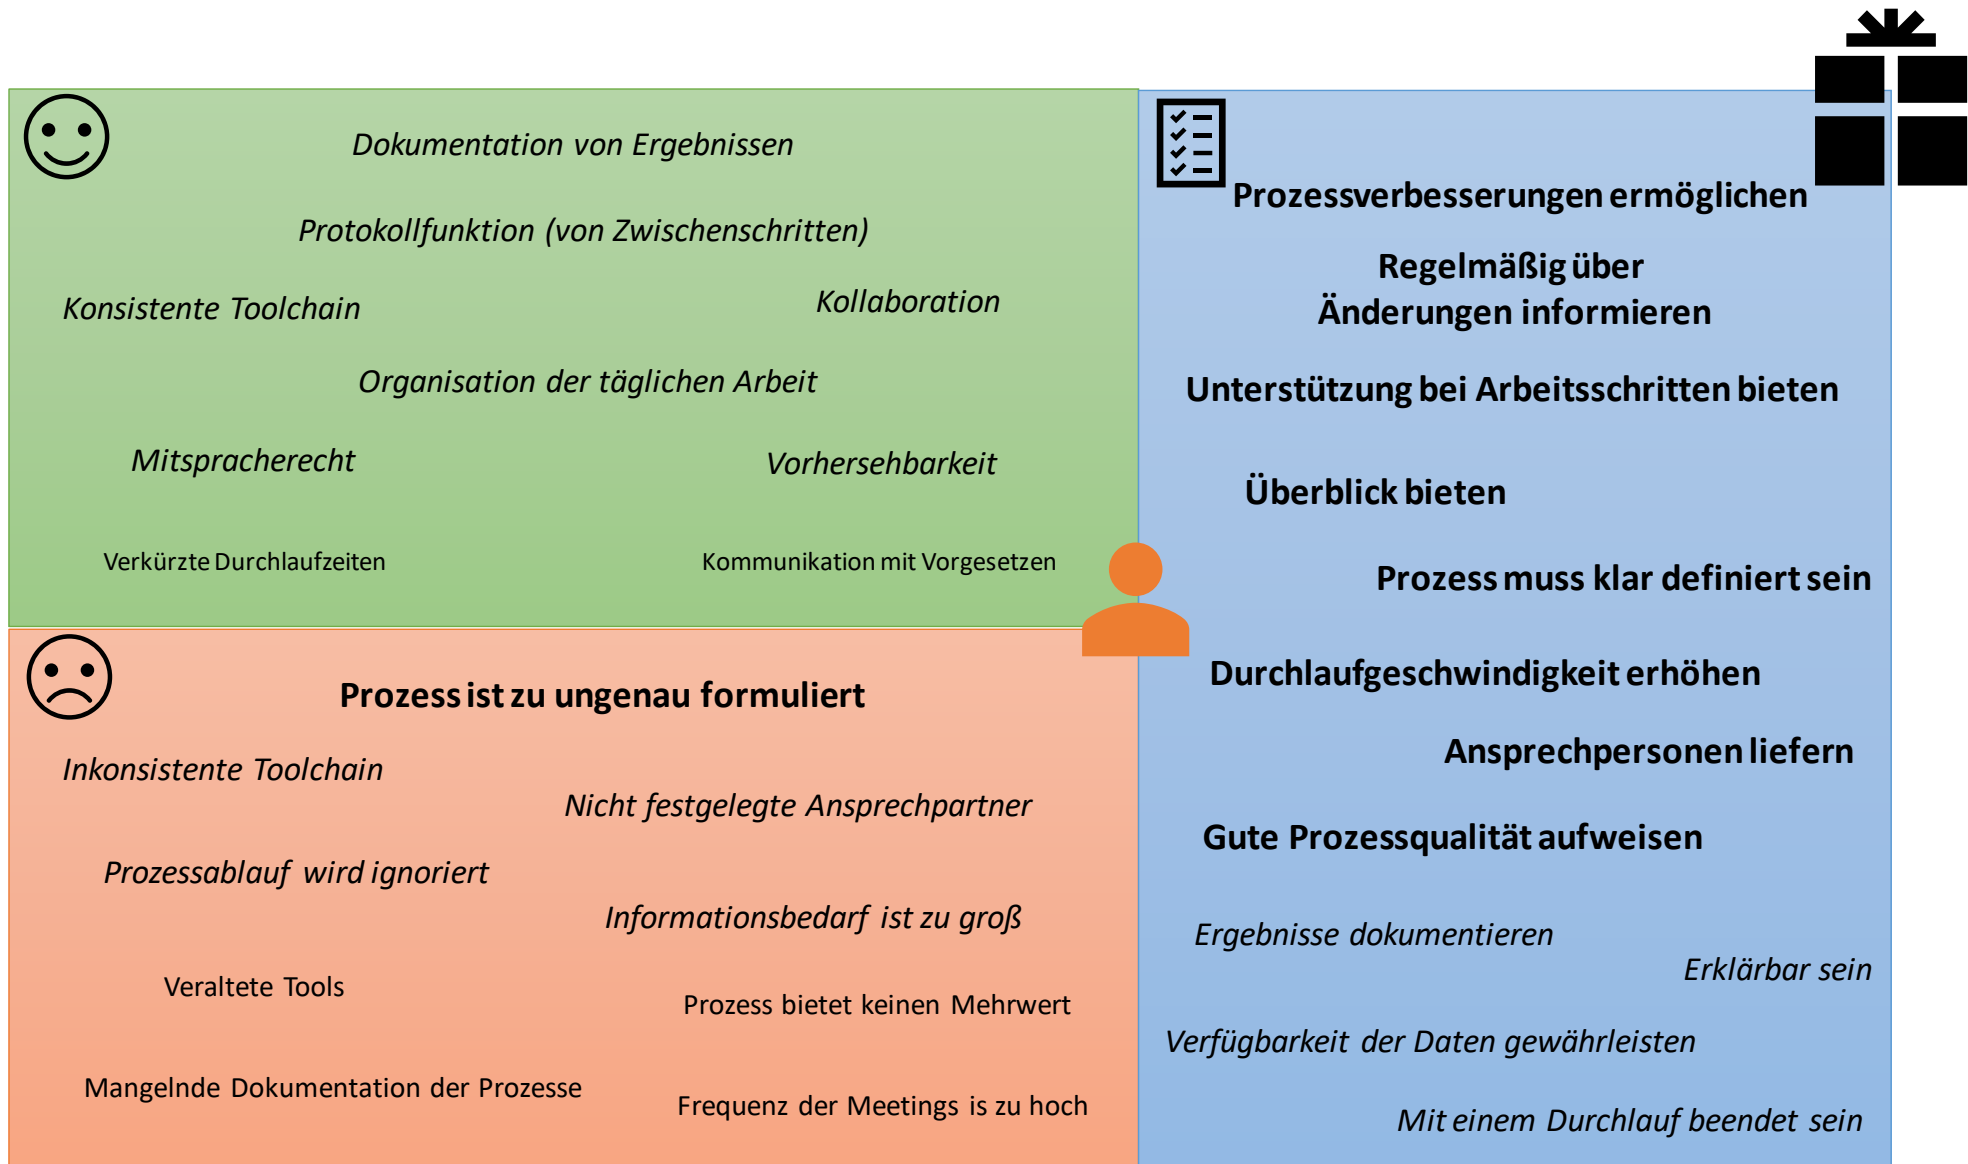 Dokumentation von Ergebnissen
Protokollfunktion (von Zwischenschritten)
Konsistente Toolchain
Kollaboration
Organisation der täglichen Arbeit
Mitspracherecht
Vorhersehbarkeit
Verkürzte Durchlaufzeiten
Kommunikation mit Vorgesetzen
Prozess ist zu ungenau formuliert
Inkonsistente Toolchain
Nicht festgelegte Ansprechpartner
Prozessablauf wird ignoriert
Informationsbedarf ist zu groß
Veraltete Tools
Prozess bietet keinen Mehrwert
Mangelnde Dokumentation der Prozesse
Frequenz der Meetings is zu hoch
Prozessverbesserungen ermöglichen
Regelmäßig über
Änderungen informieren
Unterstützung bei Arbeitsschritten bieten
Überblick bieten
Prozess muss klar definiert sein
Durchlaufgeschwindigkeit erhöhen
Ansprechpersonen liefern
Gute Prozessqualität aufweisen
Ergebnisse dokumentieren
Erklärbar sein
Verfügbarkeit der Daten gewährleisten
Mit einem Durchlauf beendet sein